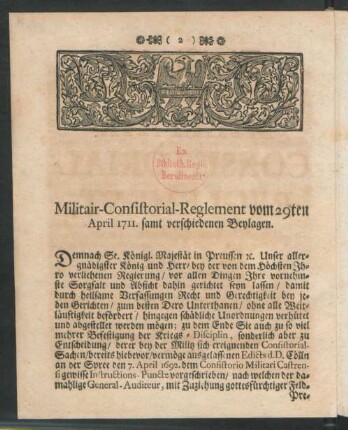 ( 2 )
Ex
Biblioth. Regia
Berolinensi.
Militair-Consistorial-Reglement vom 29ten
April 1711. samt verschiedenen Beylagen.
Demnach Se. Königl. Majestät in Preussen ꝛc. Unser aller-
gnädigster König und Herr, bey der von dem Höchsten Ih-
ro verliehenen Regierung / vor allen Dingen Ihre vornehm-
ste Sorgfalt und Absicht dahin gerichtet seyn lassen / damit
durch heilsame Verfassungen Recht und Gerechtigkeit bey je-
den Gerichten / zum besten Dero Unterthanen / ohne alle Weit-
läuftigkeit befördert / hingegen schädliche Unordnungen verhütet
und abgestellet werden mögen; zu dem Ende Sie auch zu so viel
mehrer Befestigung der Kriegs-Disciplin, sonderlich aber zu
Entscheidung / derer bey der Militz sich ereignenden Consistorial-
Sachen / bereits hiebevor / vermöge ausgelassenen Edicts d.D. Cölln
an der Spree den 7. April 1692. dem Consistorio Militari Castren-
si gewisse Instructions-Puncte vorgeschrieben / nach welchen der da-
mahlige General-Auditeur, mit Zuziehung gottesfürchtiger Feld-
Pre-